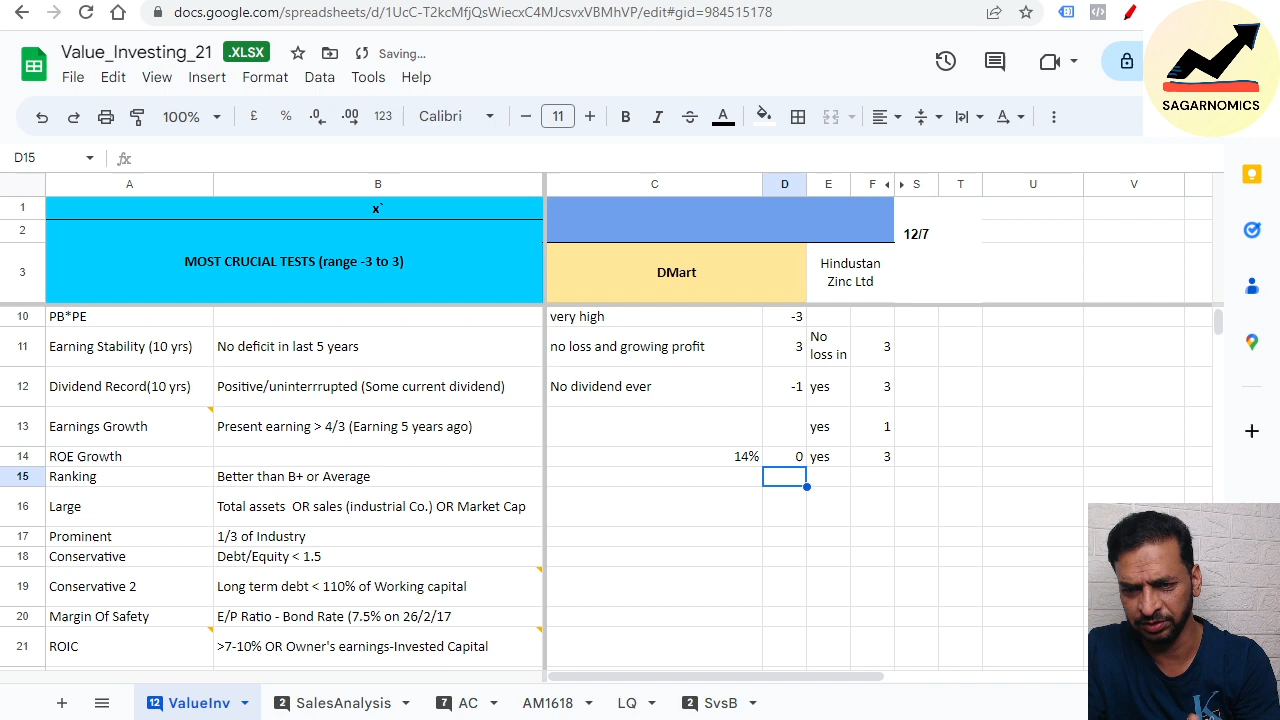 docs.google.com/spreadsheets/d/1UcC-T2kcMfjQsWiecxC4MJcsvxVBMhVP/edit#gid=984515178
Value_Investing_21 .XLSX Saving...
File Edit View Insert Format Data Tools Help
SAGARNOMICS
100% £ % .0 .00 123 Calibri 11 B I S A
D15 fx
A B C D E F S T U V
1 x`
2 12/7
3 MOST CRUCIAL TESTS (range -3 to 3) DMart Hindustan
Zinc Ltd
10 PB*PE very high -3
11 Earning Stability (10 yrs) No deficit in last 5 years no loss and growing profit 3 No
loss in 3
12 Dividend Record(10 yrs) Positive/uninterrrupted (Some current dividend) No dividend ever -1 yes 3
13 Earnings Growth Present earning > 4/3 (Earning 5 years ago) yes 1
14 ROE Growth 14% 0 yes 3
15 Ranking Better than B+ or Average
16 Large Total assets OR sales (industrial Co.) OR Market Cap
17 Prominent 1/3 of Industry
18 Conservative Debt/Equity < 1.5
19 Conservative 2 Long term debt < 110% of Working capital
20 Margin Of Safety E/P Ratio - Bond Rate (7.5% on 26/2/17
21 ROIC >7-10% OR Owner's earnings-Invested Capital
12 ValueInv 2 SalesAnalysis 7 AC AM1618 LQ 2 SvsB